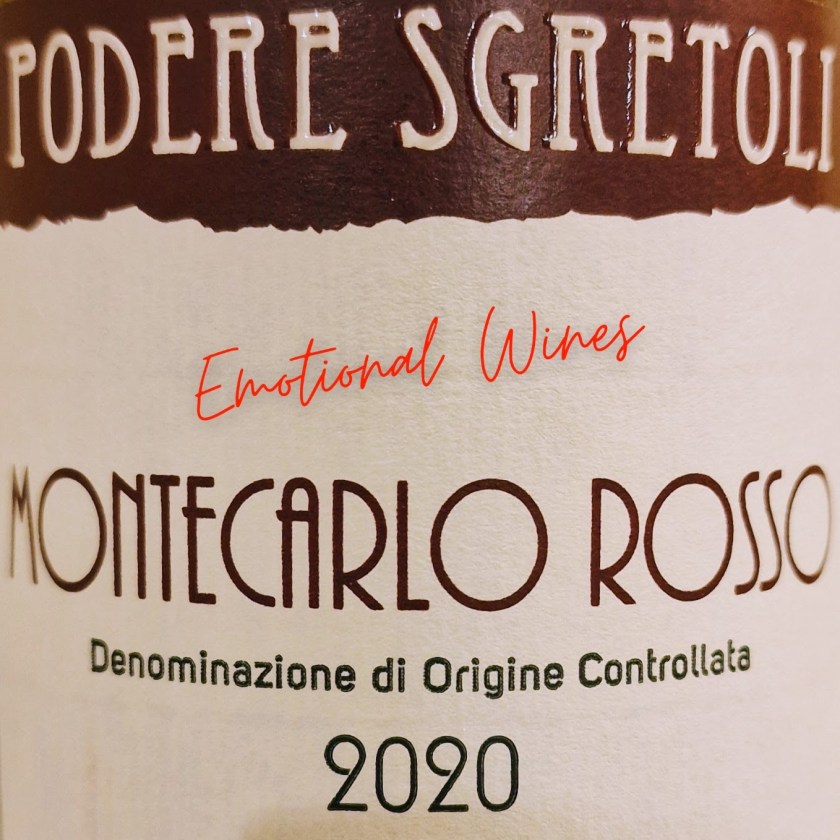 PODERE SGRETOLI
Emotional Wines
MONTECARLO ROSSO
Denominazione di Origine Controllata
2020